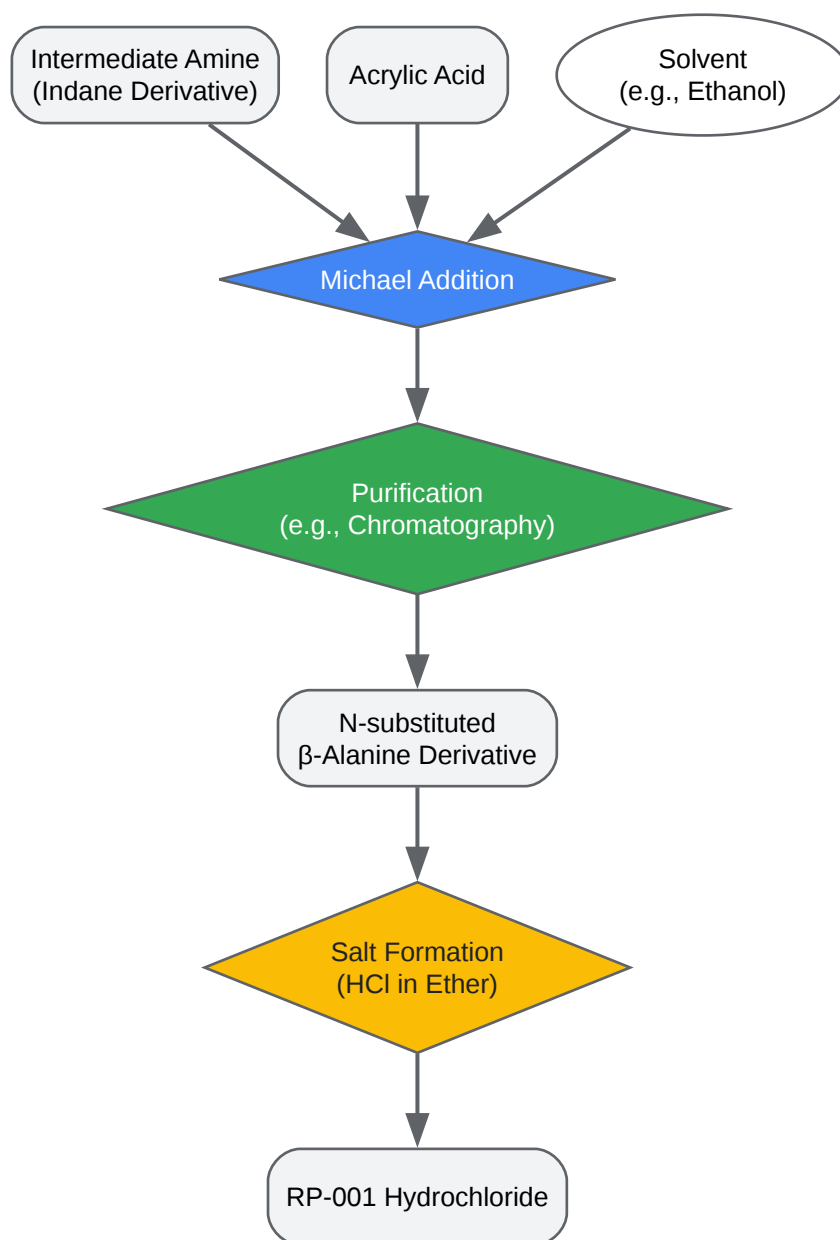 Intermediate Amine
(Indane Derivative)
Acrylic Acid
Solvent
(e.g., Ethanol)
Michael Addition
Purification
(e.g., Chromatography)
N-substituted
β-Alanine Derivative
Salt Formation
(HCl in Ether)
RP-001 Hydrochloride